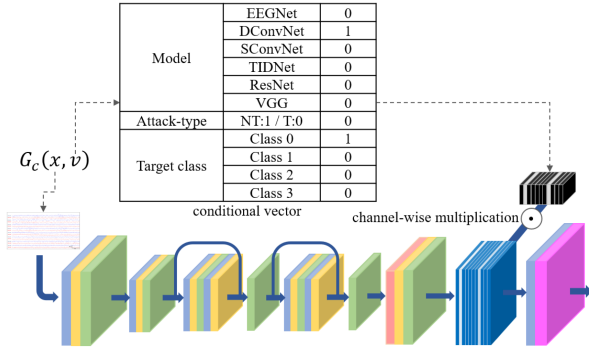 Model
EEGNet 0
DConvNet 1
SConvNet 0
TIDNet 0
ResNet 0
VGG 0
Attack-type NT:1 / T:0 0
Target class
Class 0 1
Class 1 0
Class 2 0
Class 3 0
conditional vector
G_c(x, v)
channel-wise multiplication